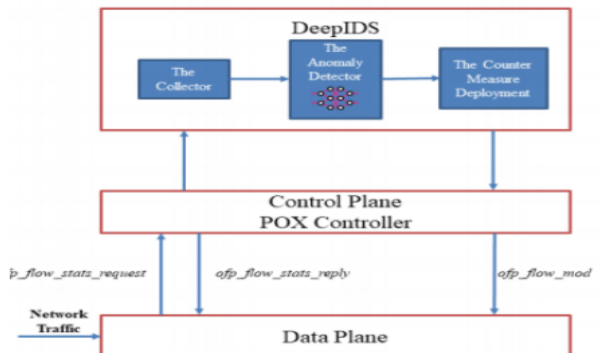 DeepIDS
The
Collector
The
Anomaly
Detector
The Counter
Measure
Deployment
Control Plane
POX Controller
p_flow_stats_request
ofp_flow_stats_reply
ofp_flow_mod
Network
Traffic
Data Plane